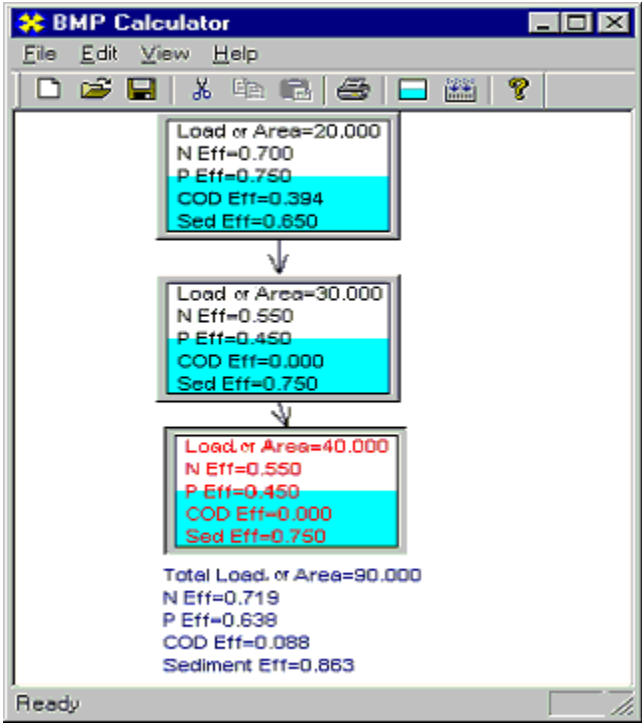 BMP Calculator
File Edit View Help
Load or Area=20.000
N Eff=0.700
P Eff=0.750
COD Eff=0.394
Sed Eff=0.650
Load or Area=30.000
N Eff=0.550
P Eff=0.450
COD Eff=0.000
Sed Eff=0.750
Load or Area=40.000
N Eff=0.550
P Eff=0.450
COD Eff=0.000
Sed Eff=0.750
Total Load or Area=90.000
N Eff=0.719
P Eff=0.638
COD Eff=0.088
Sediment Eff=0.863
Ready